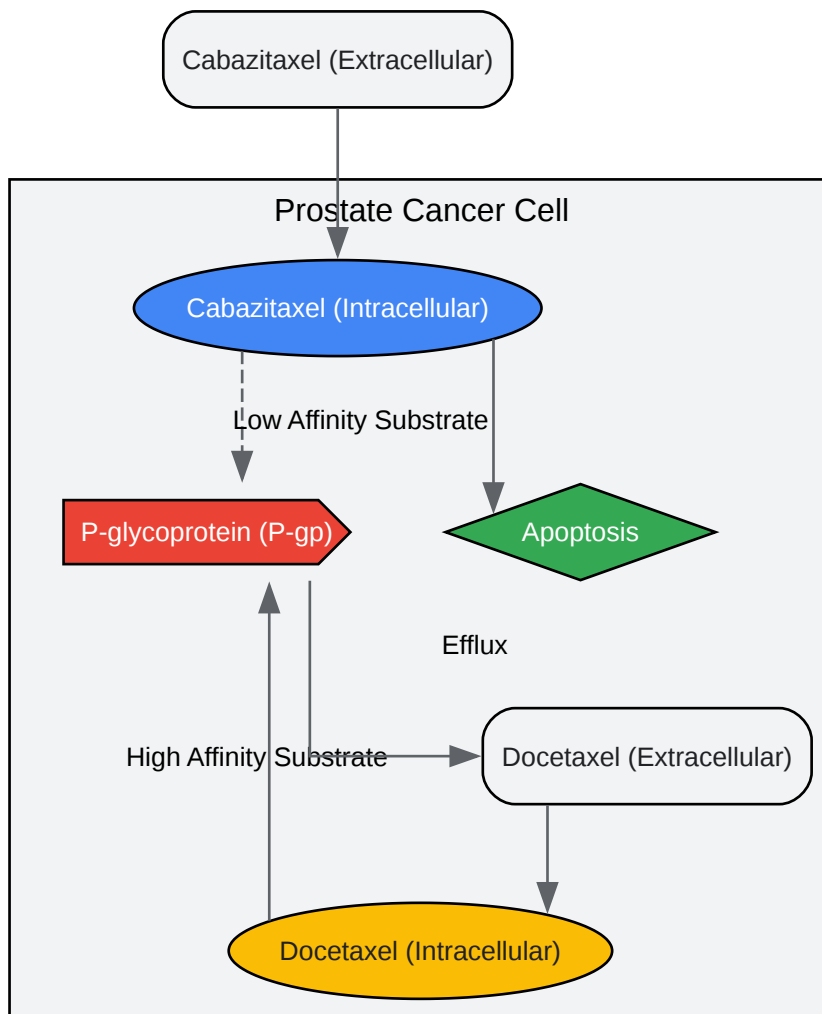 Cabazitaxel (Extracellular)
Prostate Cancer Cell
Cabazitaxel (Intracellular)
Low Affinity Substrate
P-glycoprotein (P-gp)
Apoptosis
Efflux
High Affinity Substrate
Docetaxel (Extracellular)
Docetaxel (Intracellular)